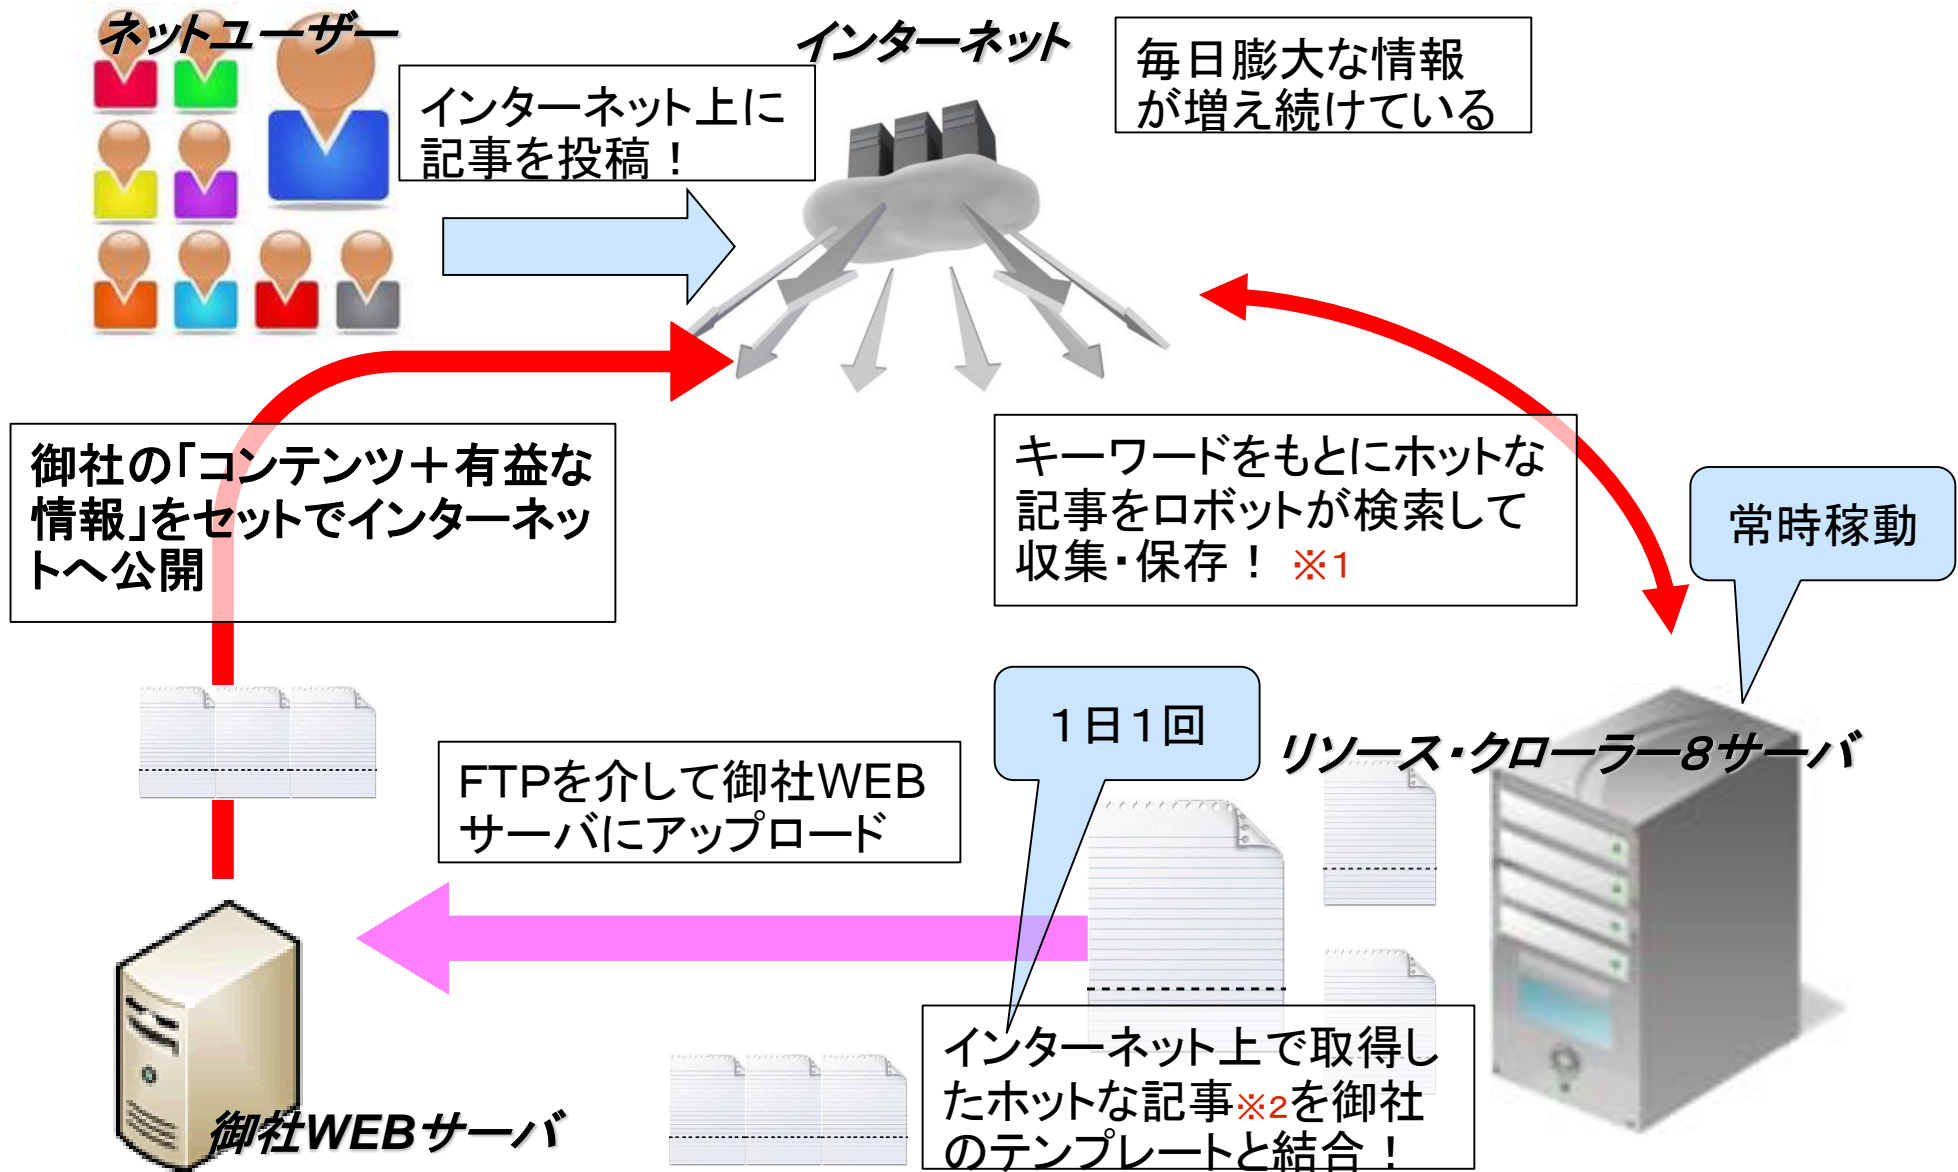 ネットユーザー
インターネット
毎日膨大な情報
が増え続けている
インターネット上に
記事を投稿！
御社の「コンテンツ＋有益な
情報」をセットでインターネッ
トへ公開
キーワードをもとにホットな
記事をロボットが検索して
収集・保存！ ※1
常時稼動
１日１回
リソース・クローラー８サーバ
FTPを介して御社WEB
サーバにアップロード
インターネット上で取得し
たホットな記事※2を御社
のテンプレートと結合！
御社WEBサーバ